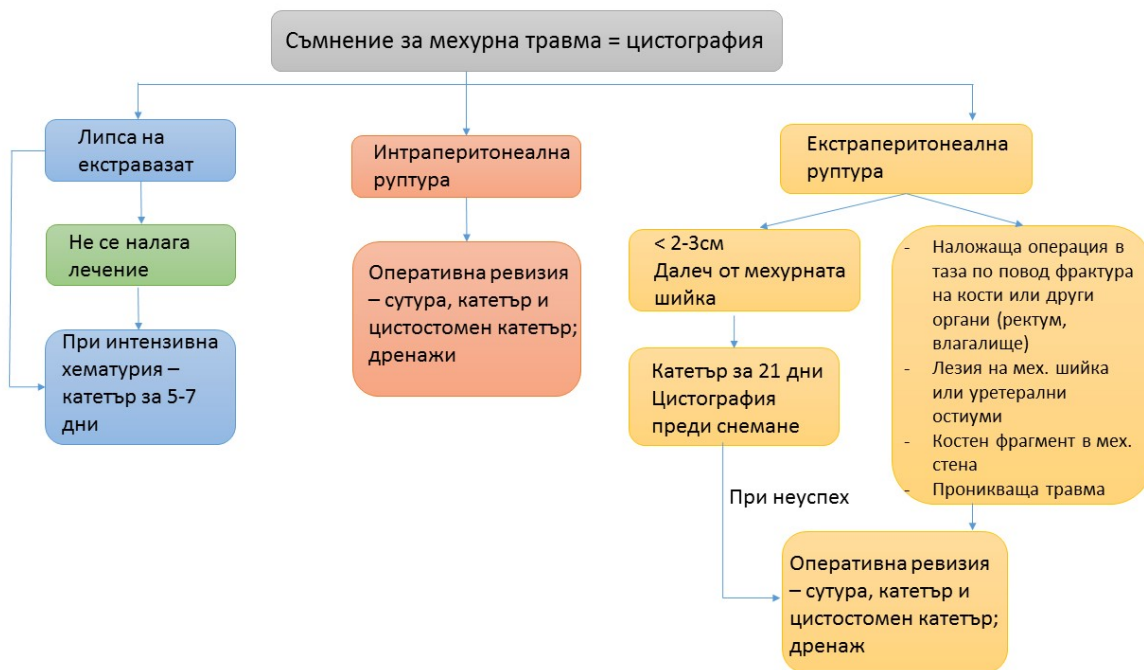 Съмнение за мехурна травма = цистография
Липса на
екстравазат
Не се налага
лечение
При интензивна
хематурия –
катетър за 5-7
дни
Интраперитонеална
руптура
Оперативна ревизия
– сутура, катетър и
цистостомен катетър;
дренажи
Екстраперитонеална
руптура
< 2-3см
Далеч от мехурната
шийка
Катетър за 21 дни
Цистография
преди снемане
При неуспех
- Наложаща операция в
таза по повод фрактура
на кости или други
органи (ректум,
влагалище)
- Лезия на мех. шийка
или уретерални
остиуми
- Костен фрагмент в мех.
стена
- Проникваща травма
Оперативна ревизия
– сутура, катетър и
цистостомен катетър;
дренаж